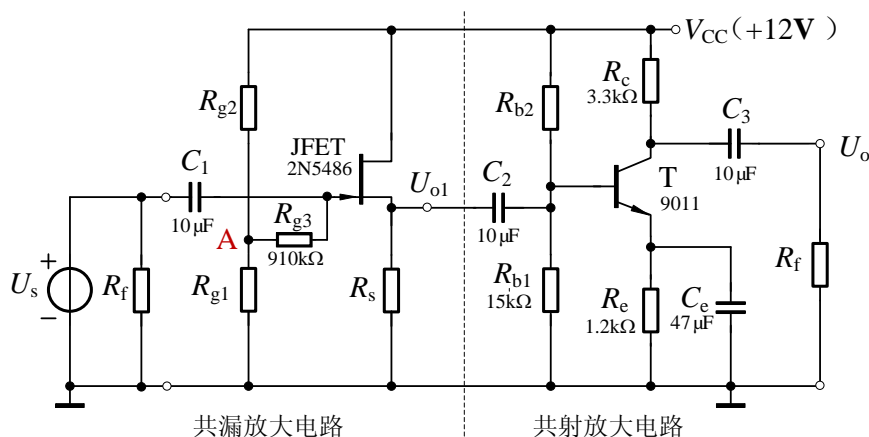 V_CC（+12V）
R_c
3.3kΩ
R_g2
R_b2
C_3
10μF
U_o
JFET
2N5486
C_1
10μF
U_o1
C_2
10μF
T
9011
R_g3
910kΩ
A
U_s
+
−
R_f
R_g1
R_s
R_b1
15kΩ
R_e
1.2kΩ
C_e
47μF
R_f
共漏放大电路
共射放大电路